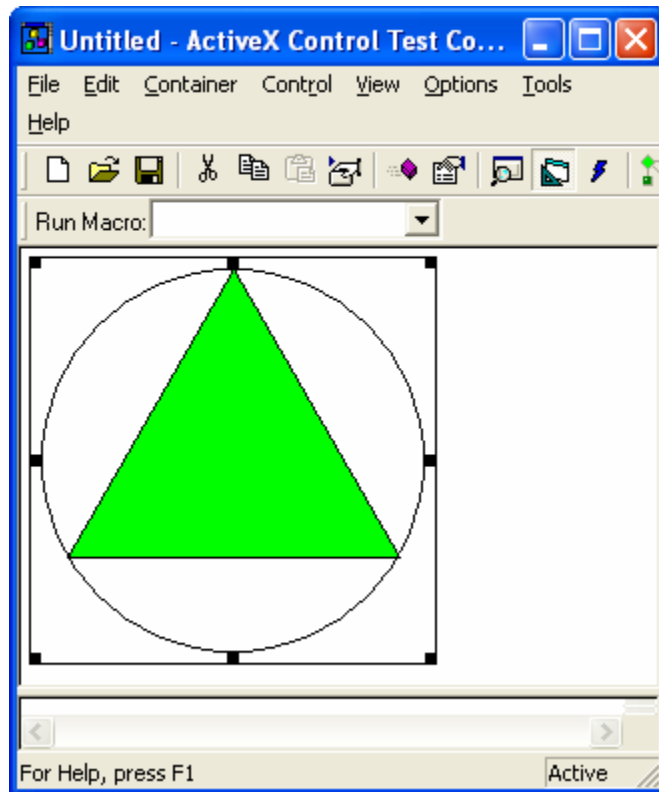 Untitled - ActiveX Control Test Co...
File Edit Container Control View Options Tools
Help
Run Macro:
For Help, press F1
Active